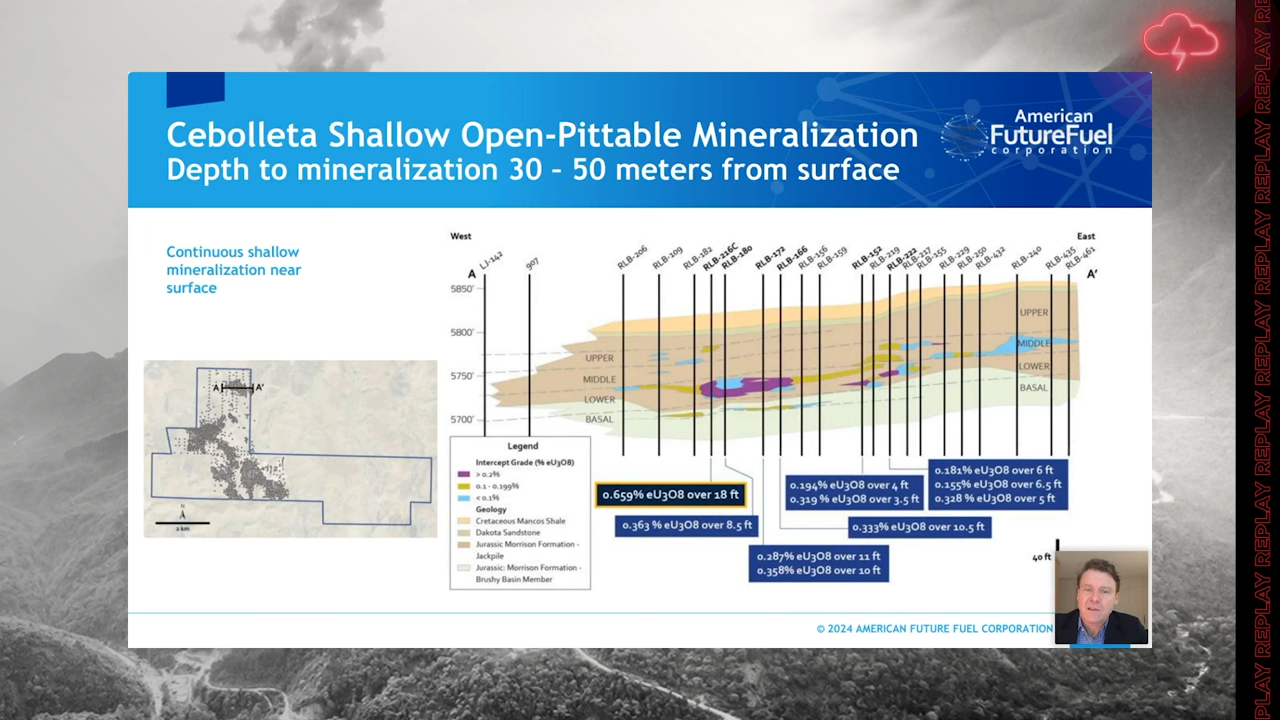 Cebolleta Shallow Open-Pittable Mineralization
Depth to mineralization 30 – 50 meters from surface
American
FutureFuel
corporation
Continuous shallow
mineralization near
surface
West
East
A
LJ-142
907
RLB-206
RLB-109
RLB-182
RLB-216C
RLB-180
RLB-172
RLB-166
RLB-156
RLB-159
RLB-152
RLB-219
RLB-222
RLB-227
RLB-155
RLB-229
RLB-230
RLB-432
RLB-240
RLB-435
RLB-461
A'
5850'
5800'
5750'
5700'
UPPER
MIDDLE
LOWER
BASAL
UPPER
MIDDLE
LOWER
BASAL
A
A'
N
2 km
Legend
Intercept Grade (% eU3O8)
> 0.2%
0.1 - 0.199%
< 0.1%
Geology
Cretaceous Mancos Shale
Dakota Sandstone
Jurassic Morrison Formation -
Jackpile
Jurassic: Morrison Formation -
Brushy Basin Member
0.659% eU3O8 over 18 ft
0.363 % eU3O8 over 8.5 ft
0.287% eU3O8 over 11 ft
0.358% eU3O8 over 10 ft
0.194% eU3O8 over 4 ft
0.319 % eU3O8 over 3.5 ft
0.333% eU3O8 over 10.5 ft
0.181% eU3O8 over 6 ft
0.155% eU3O8 over 6.5 ft
0.328 % eU3O8 over 5 ft
40 ft
© 2024 AMERICAN FUTURE FUEL CORPORATION
PLAY REPLAY REPLAY REPLAY REPLAY REPLAY REPLAY REPLAY RE